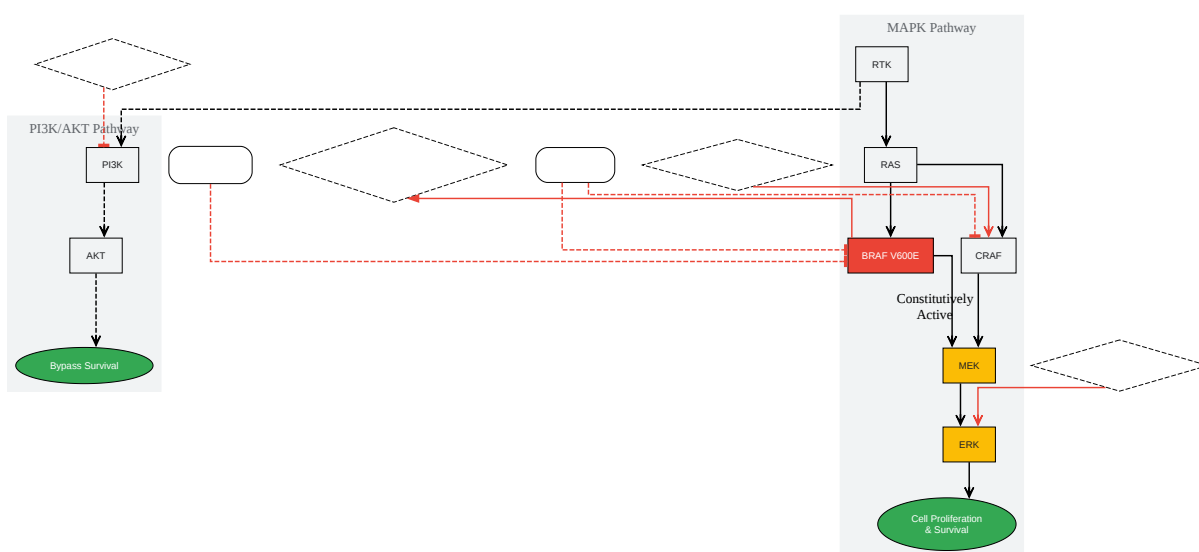 MAPK Pathway
RTK
PI3K/AKT Pathway
PI3K
RAS
AKT
BRAF V600E
CRAF
Constitutively
Active
Bypass Survival
MEK
ERK
Cell Proliferation
& Survival